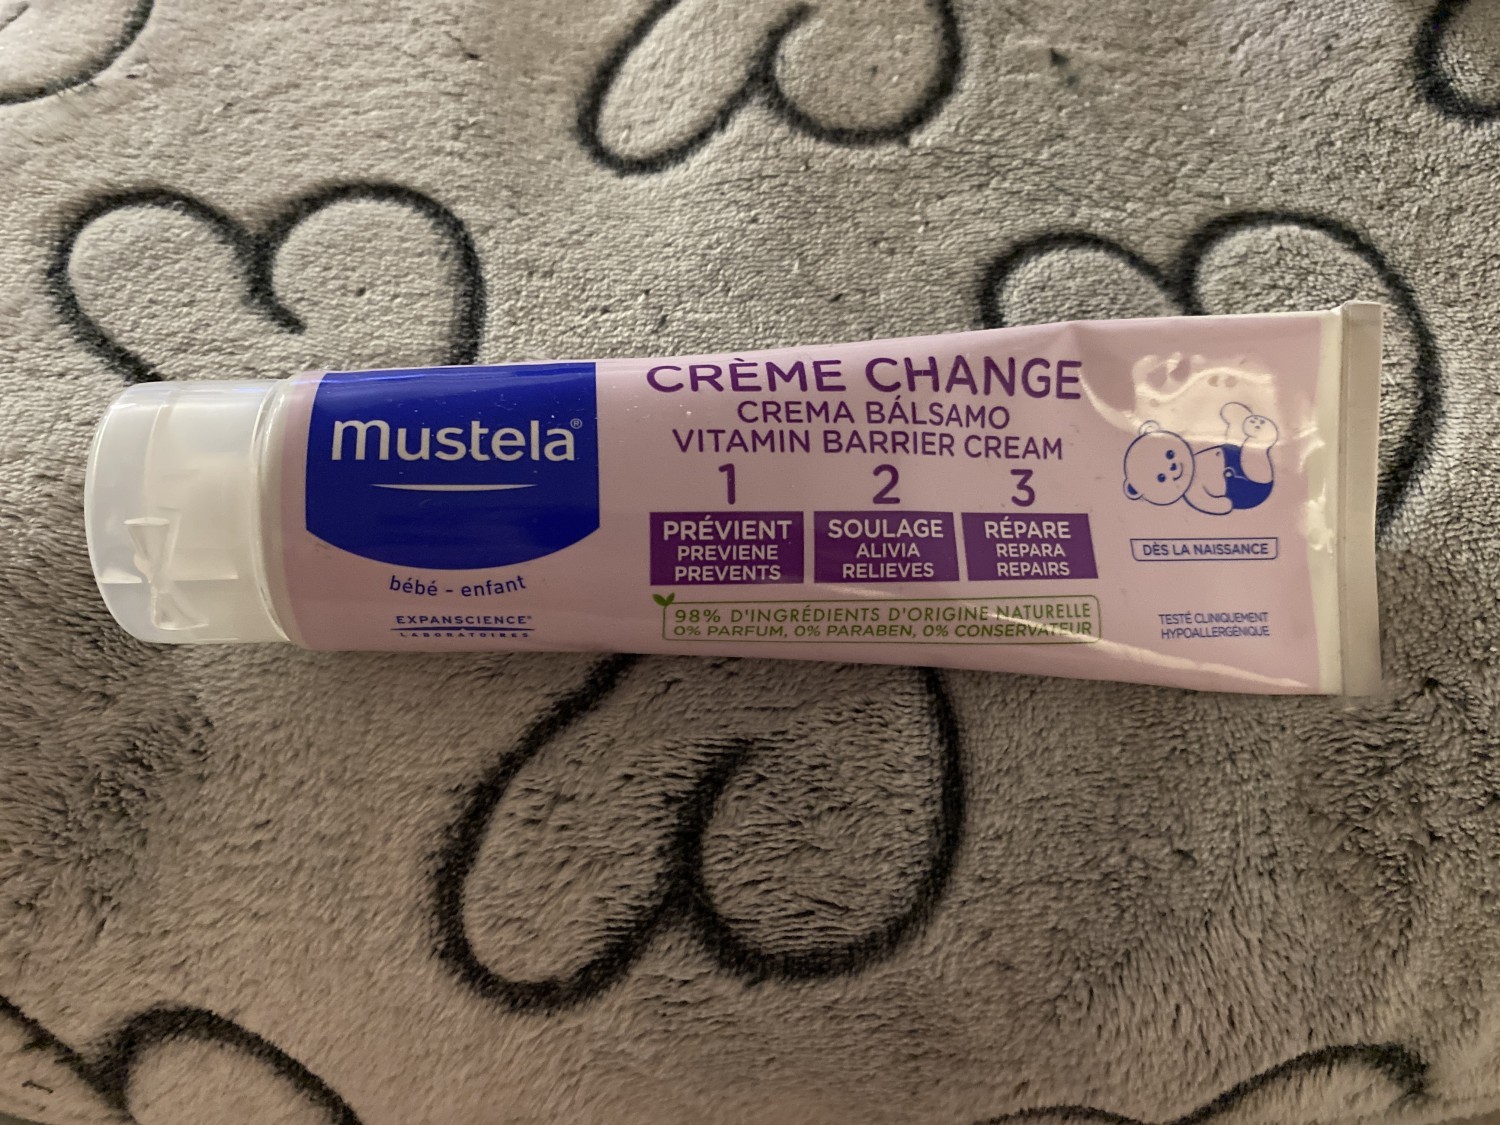 mustela®
bébé - enfant
EXPANSCIENCE®
LABORATOIRES
CRÈME CHANGE
CREMA BÁLSAMO
VITAMIN BARRIER CREAM
1
PRÉVIENT
PREVIENE
PREVENTS
2
SOULAGE
ALIVIA
RELIEVES
3
RÉPARE
REPARA
REPAIRS
98% D'INGRÉDIENTS D'ORIGINE NATURELLE
0% PARFUM, 0% PARABEN, 0% CONSERVATEUR
DÈS LA NAISSANCE
TESTÉ CLINIQUEMENT
HYPOALLERGÉNIQUE